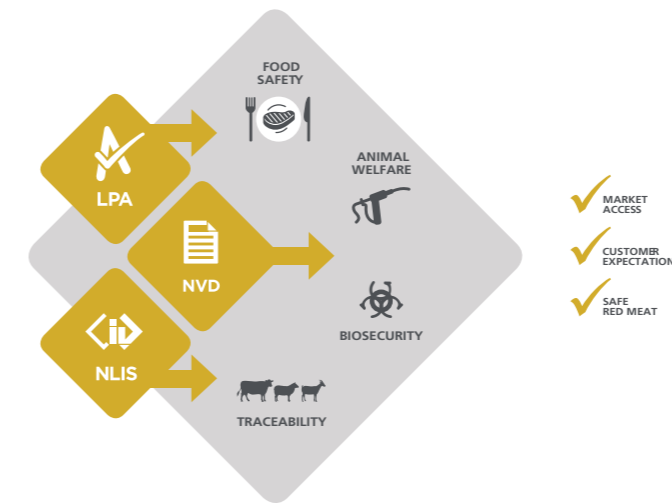 FOOD
SAFETY
LPA
ANIMAL
WELFARE
NVD
MARKET
ACCESS
CUSTOMER
EXPECTATION
SAFE
RED MEAT
BIOSECURITY
NLIS
TRACEABILITY